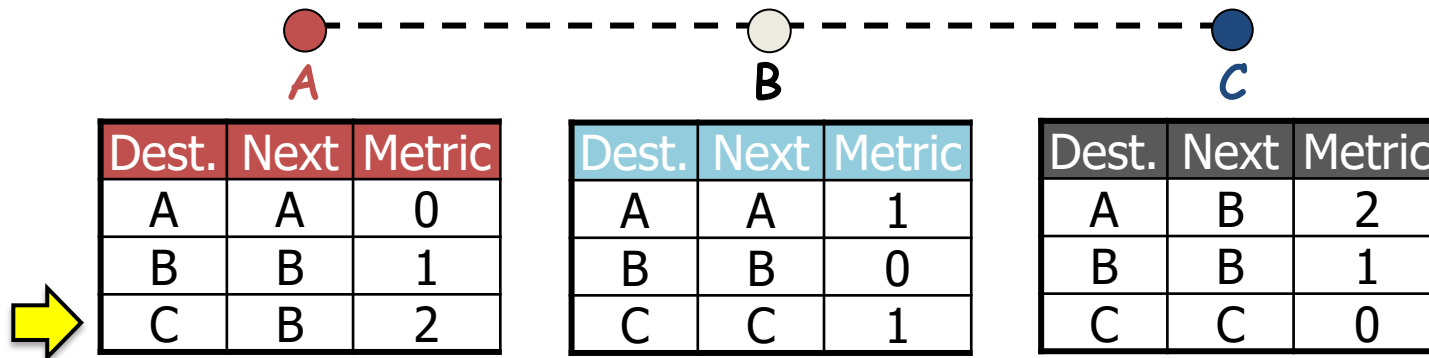 A B C
Dest. Next Metric Dest. Next Metric Dest. Next Metric
A A 0 A A 1 A B 2
B B 1 B B 0 B B 1
C B 2 C C 1 C C 0